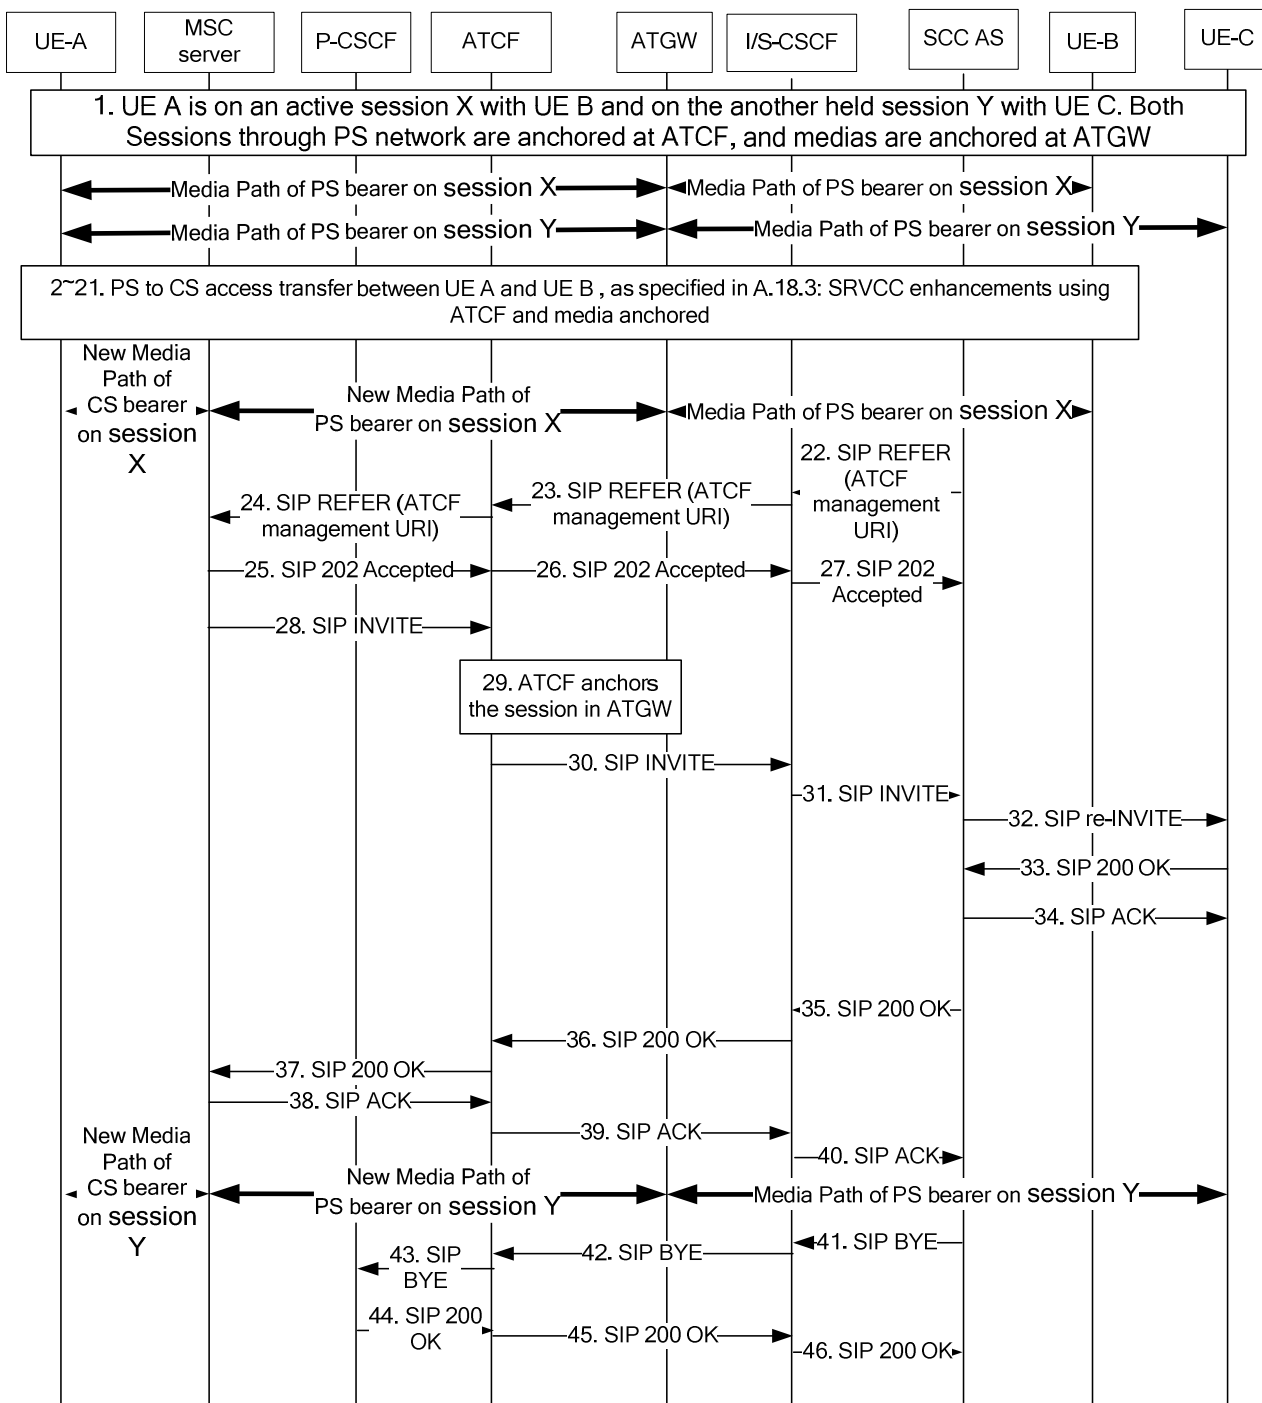 UE-A
MSC
server
P-CSCF
ATCF
ATGW
I/S-CSCF
SCC AS
UE-B
UE-C
1. UE A is on an active session X with UE B and on the another held session Y with UE C. Both
Sessions through PS network are anchored at ATCF, and medias are anchored at ATGW
Media Path of PS bearer on session X
Media Path of PS bearer on session X
Media Path of PS bearer on session Y
Media Path of PS bearer on session Y
2~21. PS to CS access transfer between UE A and UE B , as specified in A.18.3: SRVCC enhancements using
ATCF and media anchored
New Media
Path of
CS bearer
on session
X
New Media Path of
PS bearer on session X
Media Path of PS bearer on session X
22. SIP REFER
(ATCF
management
URI)
23. SIP REFER (ATCF
management URI)
24. SIP REFER (ATCF
management URI)
25. SIP 202 Accepted
26. SIP 202 Accepted
27. SIP 202
Accepted
28. SIP INVITE
29. ATCF anchors
the session in ATGW
30. SIP INVITE
31. SIP INVITE
32. SIP re-INVITE
33. SIP 200 OK
34. SIP ACK
35. SIP 200 OK
36. SIP 200 OK
37. SIP 200 OK
38. SIP ACK
39. SIP ACK
40. SIP ACK
New Media
Path of
CS bearer
on session
Y
New Media Path of
PS bearer on session Y
Media Path of PS bearer on session Y
41. SIP BYE
42. SIP BYE
43. SIP
BYE
44. SIP 200
OK
45. SIP 200 OK
46. SIP 200 OK